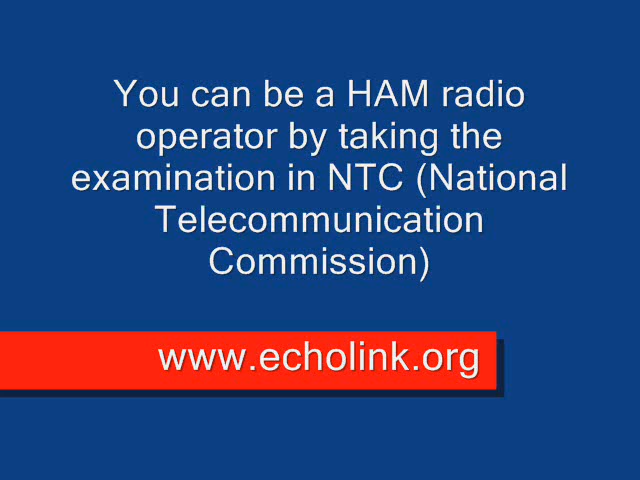 You can be a HAM radio
operator by taking the
examination in NTC (National
Telecommunication
Commission)
www.echolink.org